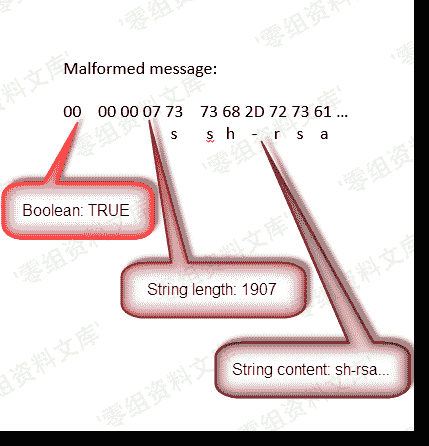 Malformed message:
00 00 00 07 73 73 68 2D 72 73 61 ...
s s h - r s a
Boolean: TRUE
String length: 1907
String content: sh-rsa...
'零组资料文库'